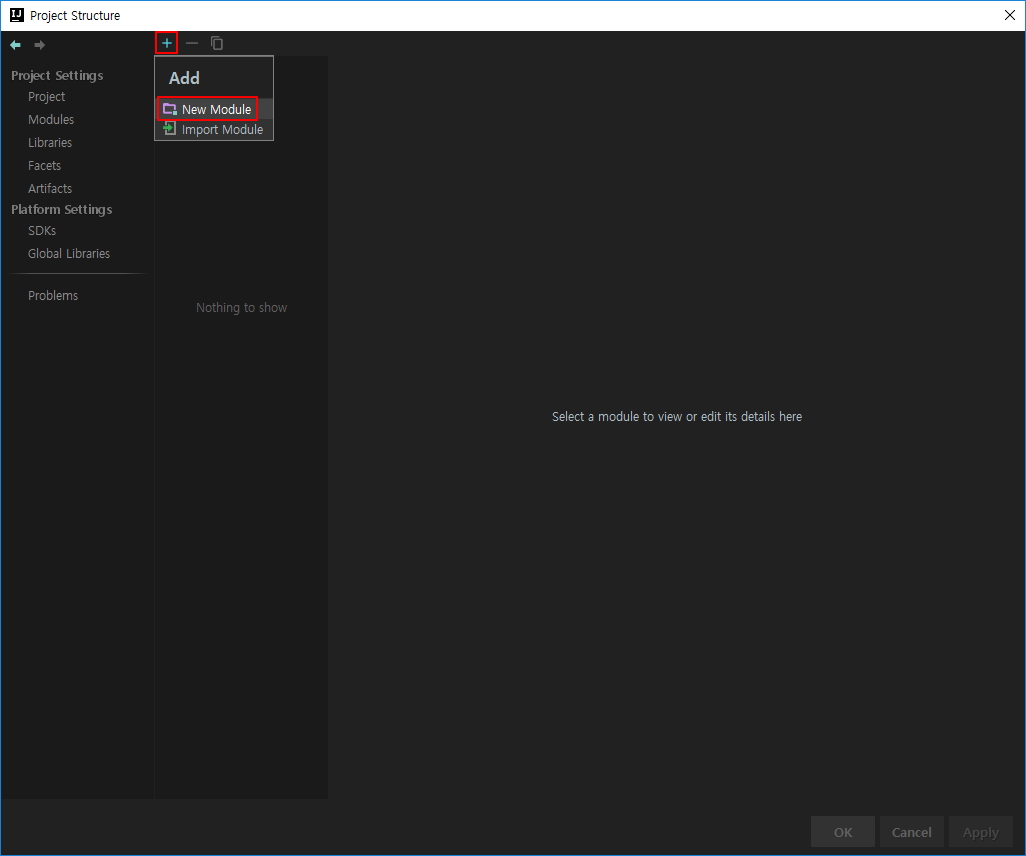 IJ Project Structure
Project Settings
Project
Modules
Libraries
Facets
Artifacts
Platform Settings
SDKs
Global Libraries
Problems
Add
New Module
Import Module
Nothing to show
Select a module to view or edit its details here
OK
Cancel
Apply